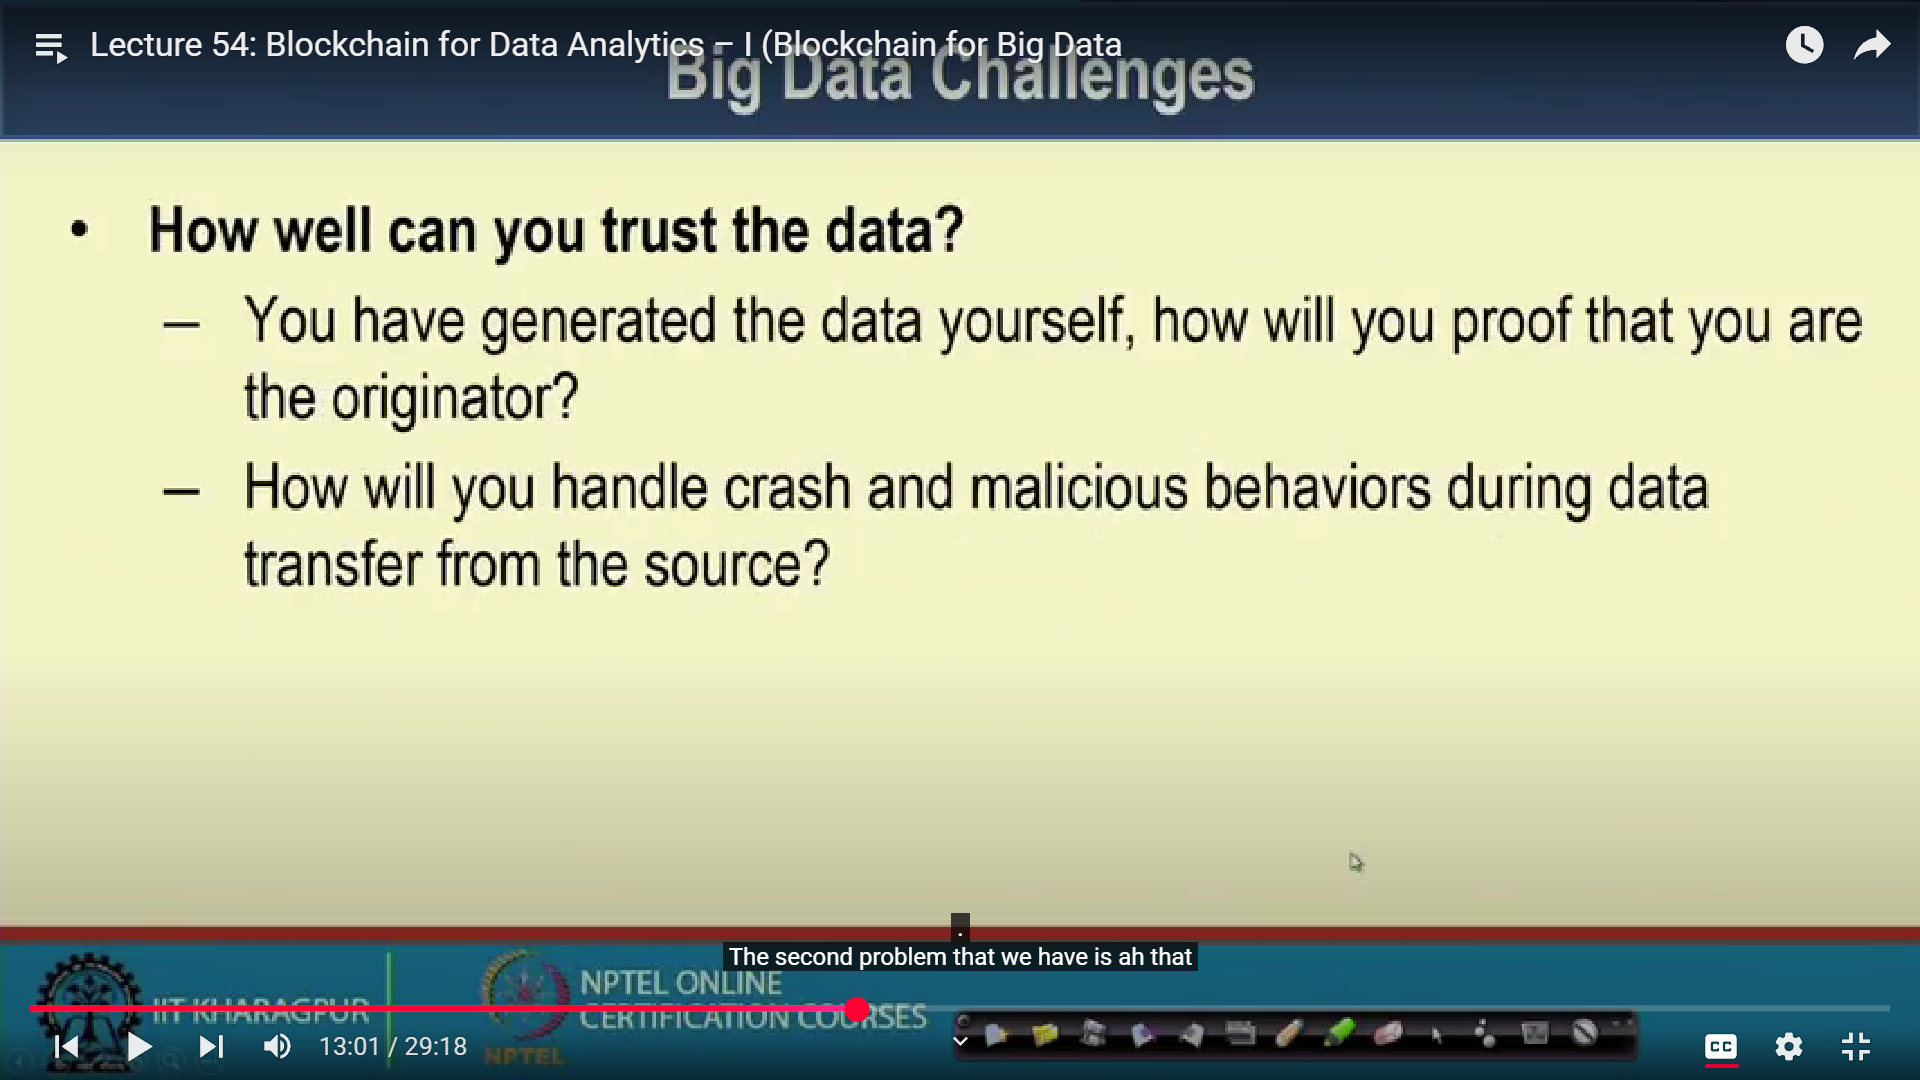 Lecture 54: Blockchain for Data Analytics – I (Blockchain for Big Data
Big Data Challenges
• How well can you trust the data?
– You have generated the data yourself, how will you proof that you are
the originator?
– How will you handle crash and malicious behaviors during data
transfer from the source?
.
The second problem that we have is ah that
IIT KHARAGPUR
NPTEL ONLINE
CERTIFICATION COURSES
NPTEL
13:01 / 29:18
CC